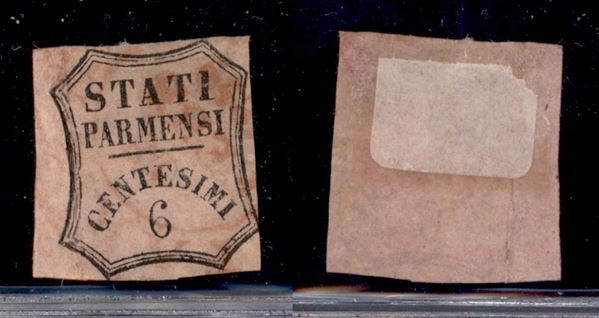 STATI
PARMENSI
CENTESIMI
6